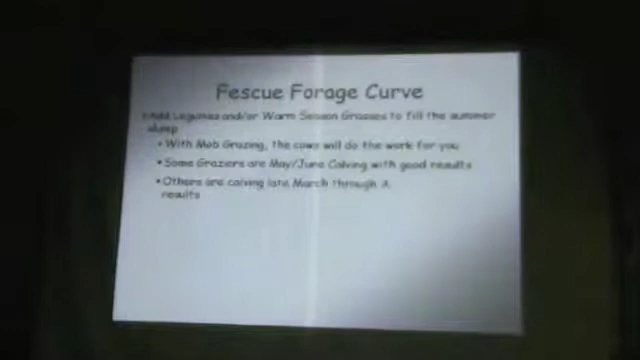 Fescue Forage Curve
Add Legumes and/or Warm Season Grasses to fill the summer
slump
• With Mob Grazing, the cows will do the work for you
• Some Graziers are May/June Calving with good results
• Others are calving late March through
results